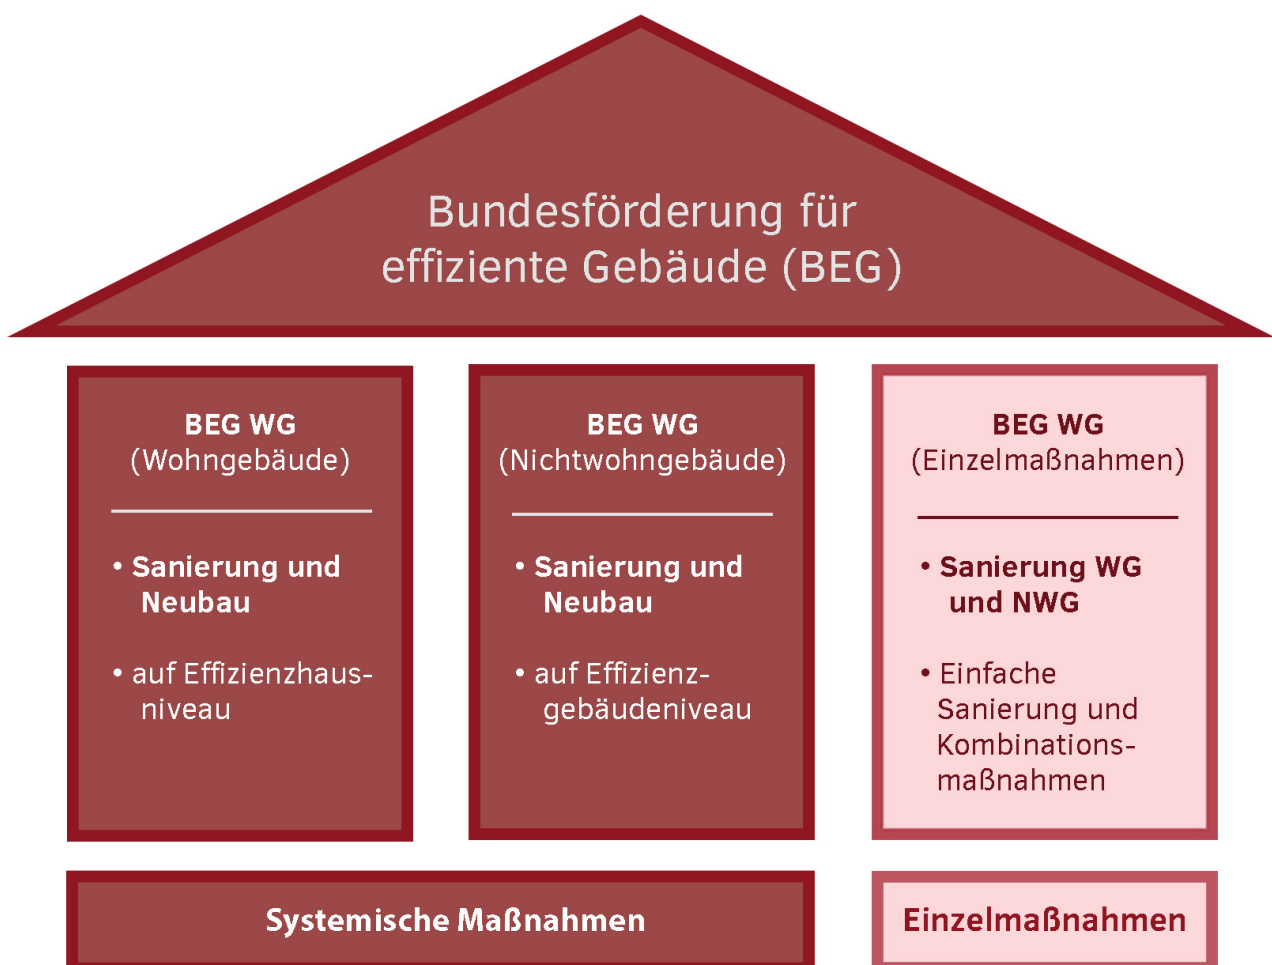 Bundesförderung für
effiziente Gebäude (BEG)
BEG WG
(Wohngebäude)
• Sanierung und
Neubau
• auf Effizienzhaus-
niveau
BEG WG
(Nichtwohngebäude)
• Sanierung und
Neubau
• auf Effizienz-
gebäudeniveau
BEG WG
(Einzelmaßnahmen)
• Sanierung WG
und NWG
• Einfache
Sanierung und
Kombinations-
maßnahmen
Systemische Maßnahmen
Einzelmaßnahmen